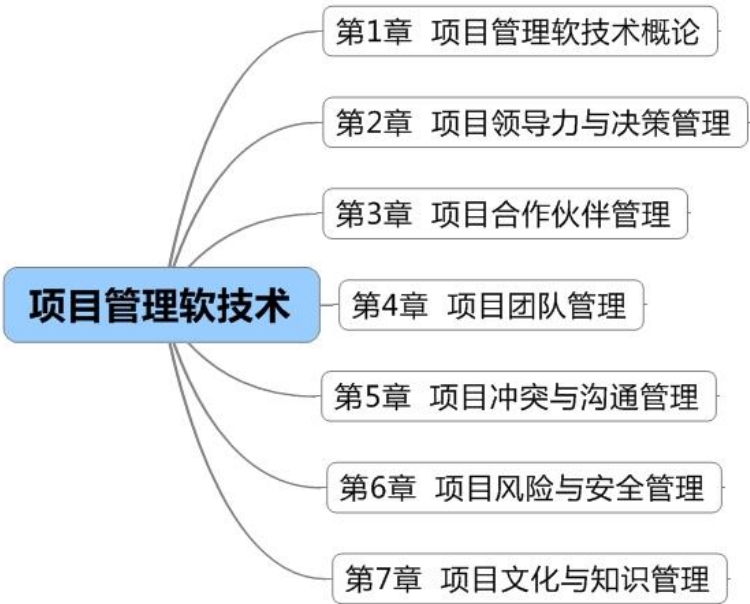 第1章 项目管理软技术概论
第2章 项目领导力与决策管理
第3章 项目合作伙伴管理
项目管理软技术
第4章 项目团队管理
第5章 项目冲突与沟通管理
第6章 项目风险与安全管理
第7章 项目文化与知识管理